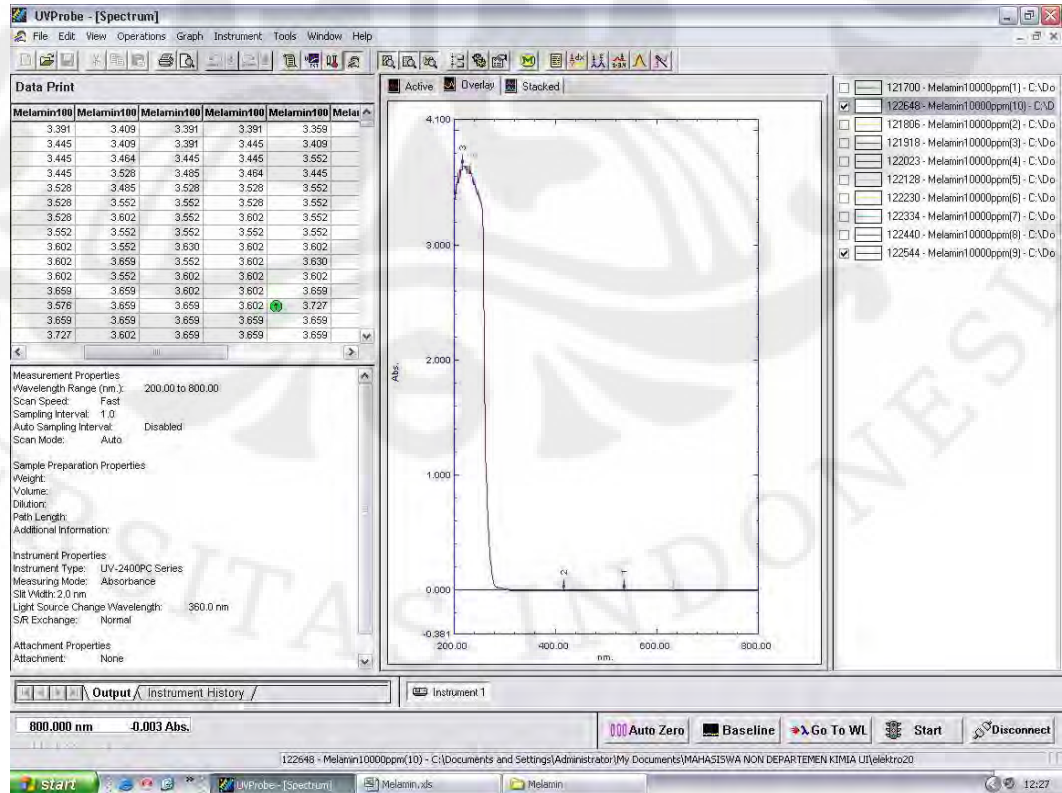 UVProbe - [Spectrum]
File Edit View Operations Graph Instrument Tools Window Help
Data Print
Melamin100 Melamin100 Melamin100 Melamin100 Melamin100 Melar
3.391 3.409 3.391 3.391 3.359
3.445 3.409 3.391 3.445 3.409
3.445 3.464 3.445 3.445 3.552
3.445 3.528 3.485 3.464 3.445
3.528 3.485 3.528 3.528 3.552
3.528 3.552 3.552 3.528 3.552
3.528 3.602 3.552 3.602 3.552
3.552 3.552 3.552 3.552 3.552
3.602 3.552 3.630 3.602 3.602
3.602 3.659 3.552 3.602 3.630
3.602 3.552 3.602 3.602 3.602
3.659 3.659 3.602 3.602 3.659
3.576 3.659 3.659 3.602 3.727
3.659 3.659 3.659 3.659 3.659
3.727 3.602 3.659 3.659 3.659
Measurement Properties
Wavelength Range (nm.): 200.00 to 800.00
Scan Speed: Fast
Sampling Interval: 1.0
Auto Sampling Interval: Disabled
Scan Mode: Auto
Sample Preparation Properties
Weight:
Volume:
Dilution:
Path Length:
Additional Information:
Instrument Properties
Instrument Type: UV-2400PC Series
Measuring Mode: Absorbance
Slit Width: 2.0 nm
Light Source Change Wavelength: 360.0 nm
S/R Exchange: Normal
Attachment Properties
Attachment: None
Output Instrument History
Active Overlay Stacked
4.100
3
3.000
2.000
Abs.
1.000
2 1
0.000
-0.381
200.00 400.00 600.00 800.00
nm.
121700 - Melamin10000ppm(1) - C:\Do
122648 - Melamin10000ppm(10) - C:\D
121806 - Melamin10000ppm(2) - C:\Do
121918 - Melamin10000ppm(3) - C:\Do
122023 - Melamin10000ppm(4) - C:\Do
122128 - Melamin10000ppm(5) - C:\Do
122230 - Melamin10000ppm(6) - C:\Do
122334 - Melamin10000ppm(7) - C:\Do
122440 - Melamin10000ppm(8) - C:\Do
122544 - Melamin10000ppm(9) - C:\Do
Instrument 1
800.000 nm -0.003 Abs.
Auto Zero Baseline Go To WL Start Disconnect
122648 - Melamin10000ppm(10) - C:\Documents and Settings\Administrator\My Documents\MAHASISWA NON DEPARTEMEN KIMIA UI\elektro20
start UVProbe - [Spectrum] Melamin.xls Melamin 12:27
SITAS INDONESI